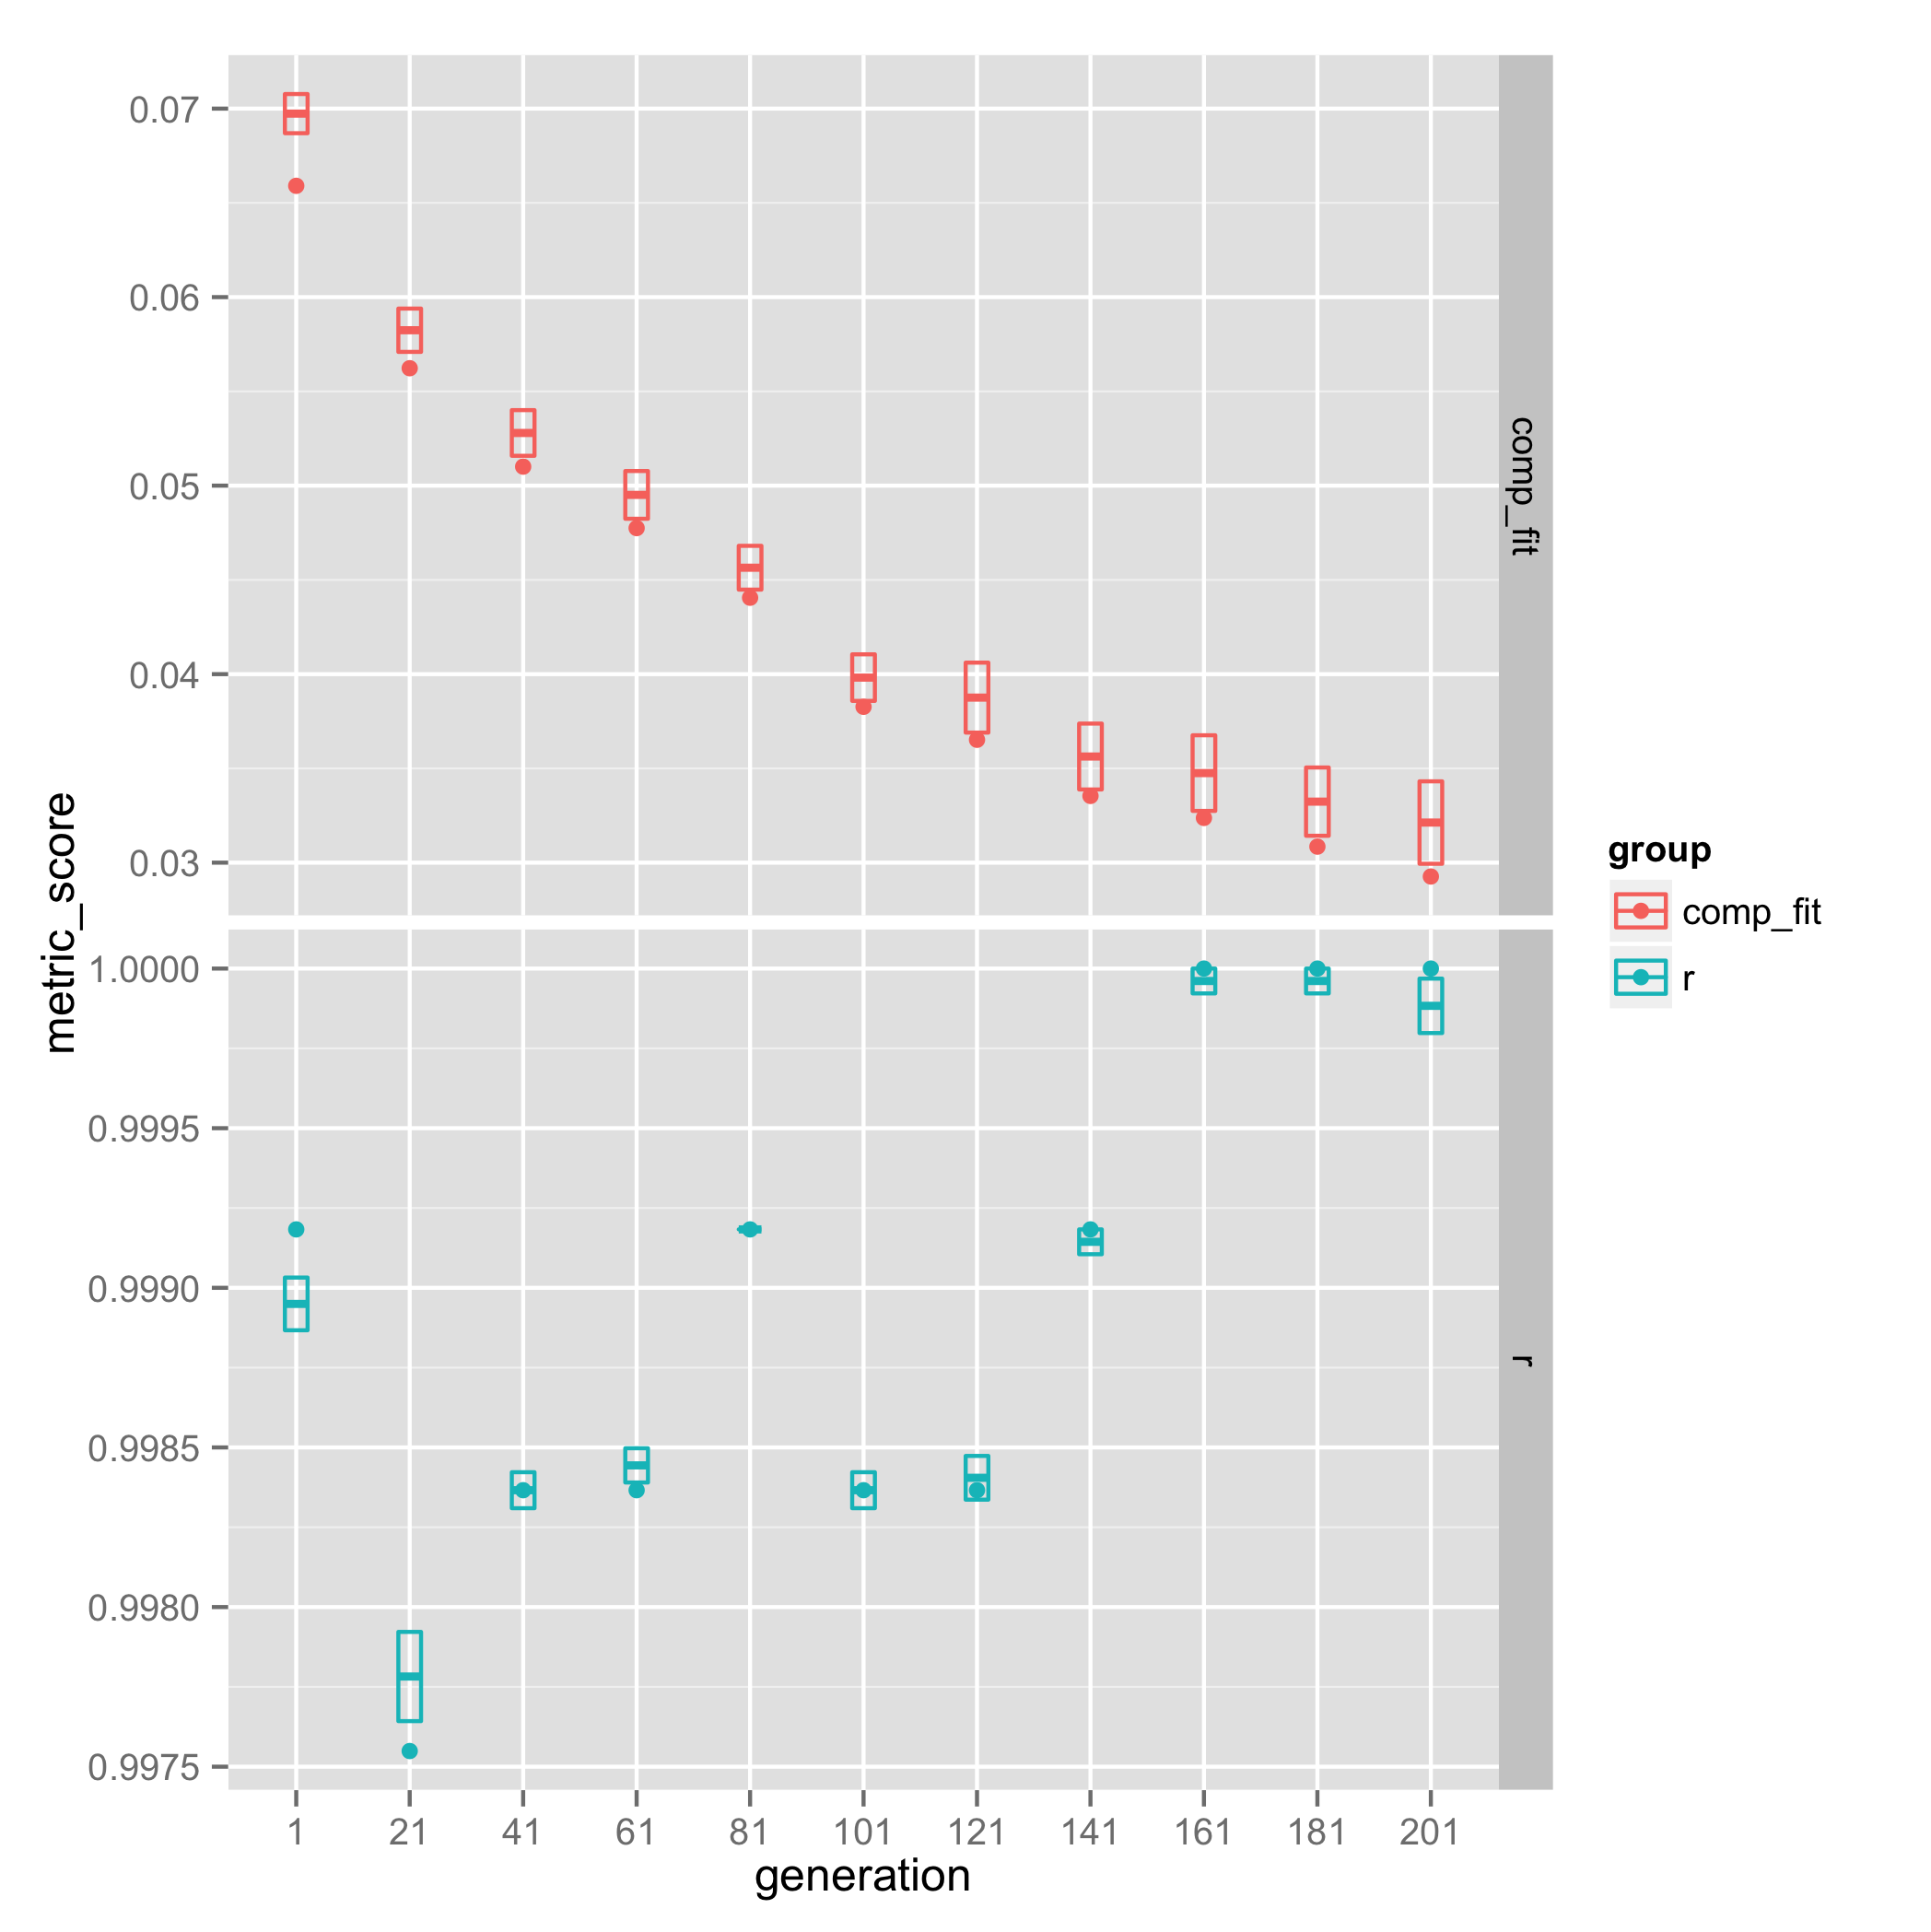 metric_score
0.07
0.06
0.05
0.04
0.03
comp_fit
1.0000
0.9995
0.9990
0.9985
0.9980
0.9975
r
1 21 41 61 81 101 121 141 161 181 201
generation
group
comp_fit
r